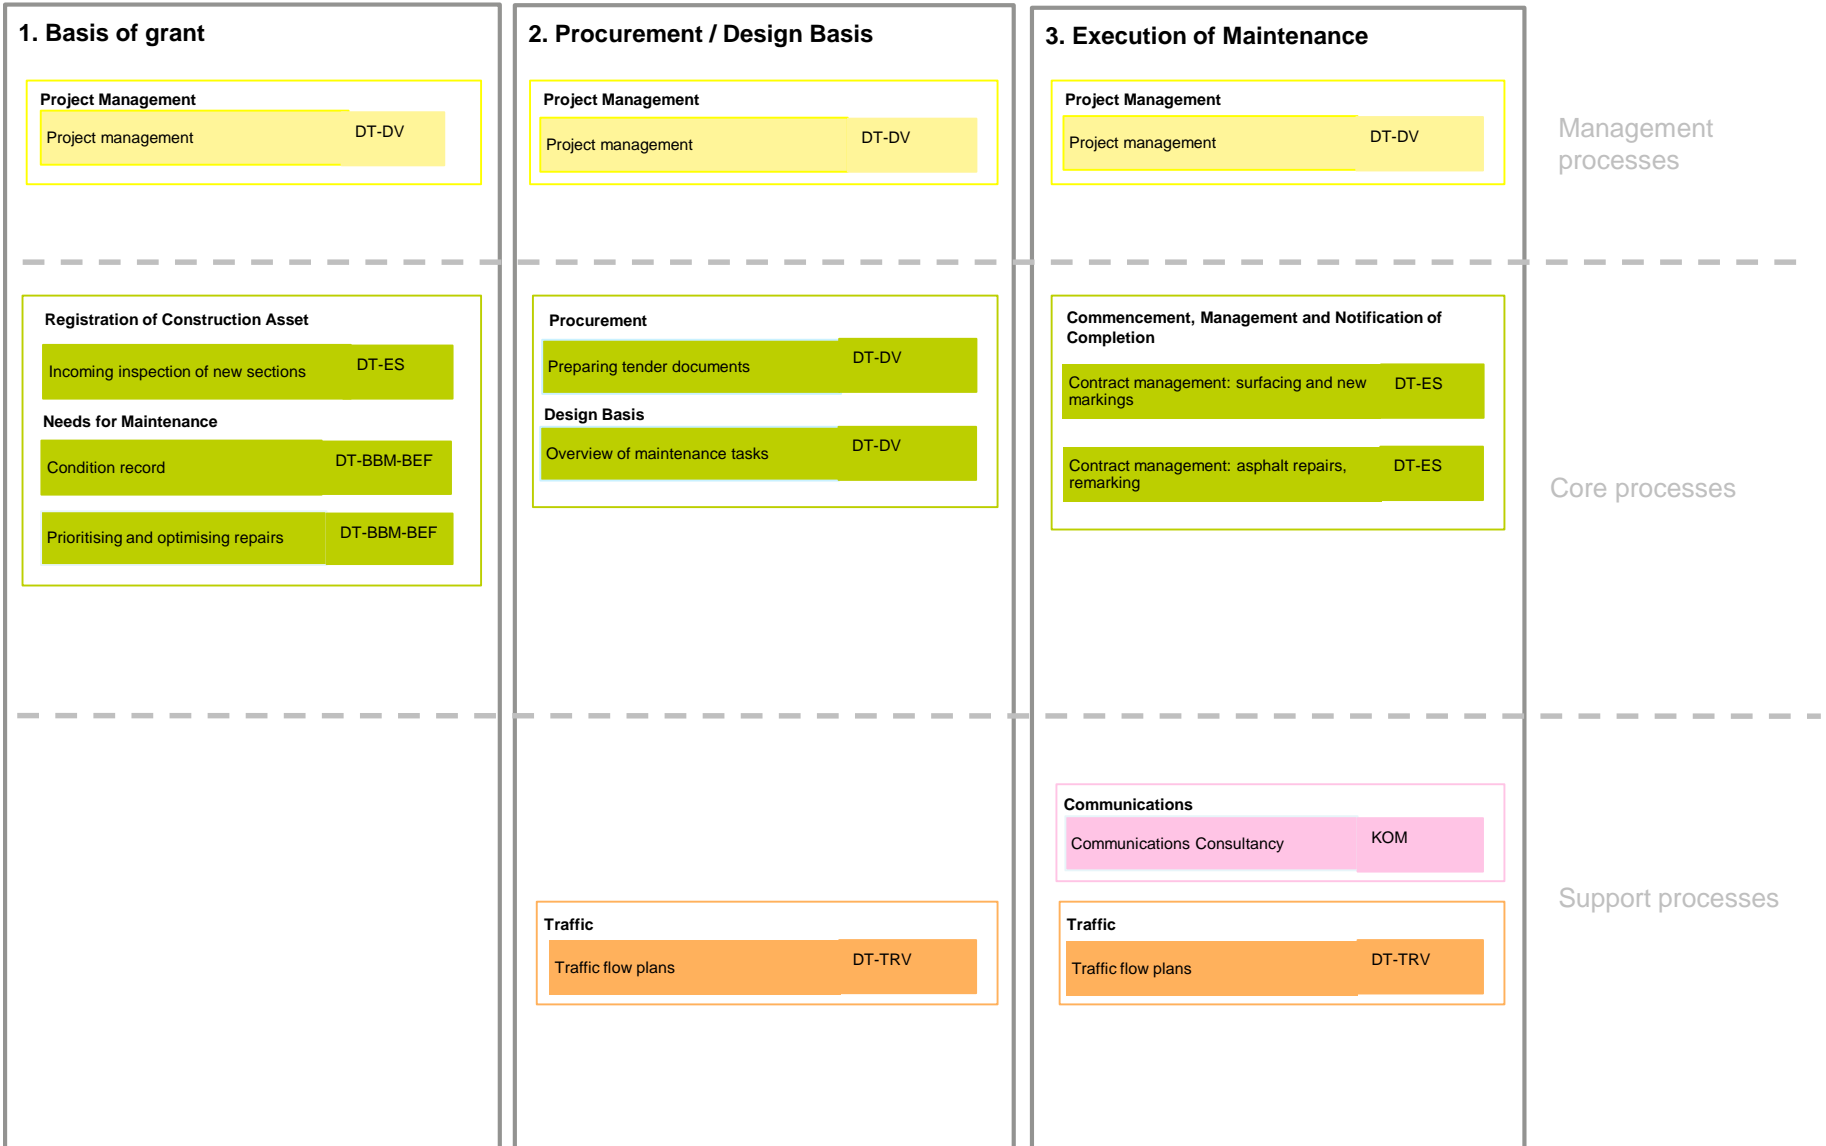 1. Basis of grant
Project Management
Project management
DT-DV
Registration of Construction Asset
Incoming inspection of new sections
DT-ES
Needs for Maintenance
Condition record
DT-BBM-BEF
Prioritising and optimising repairs
DT-BBM-BEF
2. Procurement / Design Basis
Project Management
Project management
DT-DV
Procurement
Preparing tender documents
DT-DV
Design Basis
Overview of maintenance tasks
DT-DV
Traffic
Traffic flow plans
DT-TRV
3. Execution of Maintenance
Project Management
Project management
DT-DV
Commencement, Management and Notification of
Completion
Contract management: surfacing and new
markings
DT-ES
Contract management: asphalt repairs,
remarking
DT-ES
Communications
Communications Consultancy
KOM
Traffic
Traffic flow plans
DT-TRV
Management
processes
Core processes
Support processes